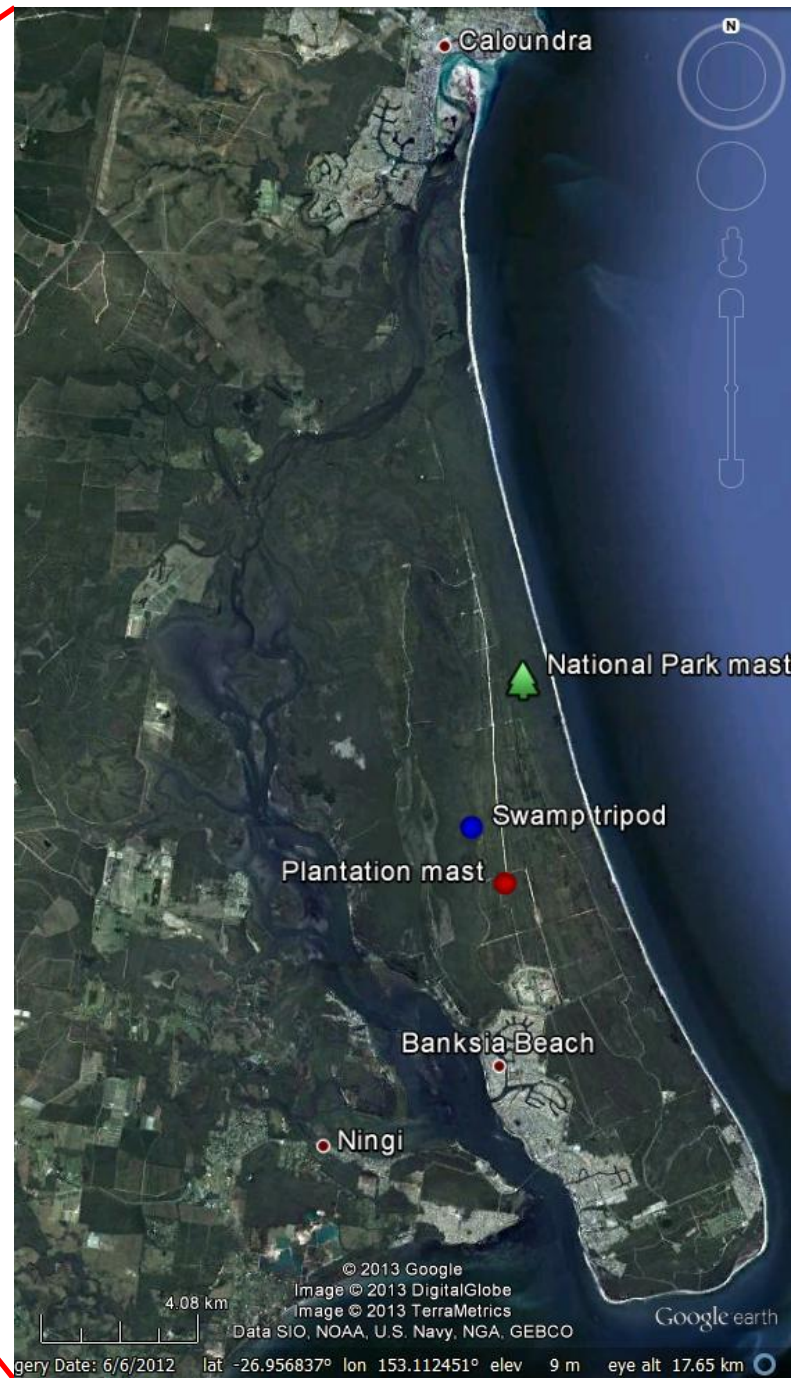 N
Caloundra
National Park mast
Swamp tripod
Plantation mast
Banksia Beach
Ningi
© 2013 Google
Image © 2013 DigitalGlobe
Image © 2013 TerraMetrics
Data SIO, NOAA, U.S. Navy, NGA, GEBCO
4.08 km
Google earth
gery Date: 6/6/2012 lat -26.956837° lon 153.112451° elev 9 m eye alt 17.65 km